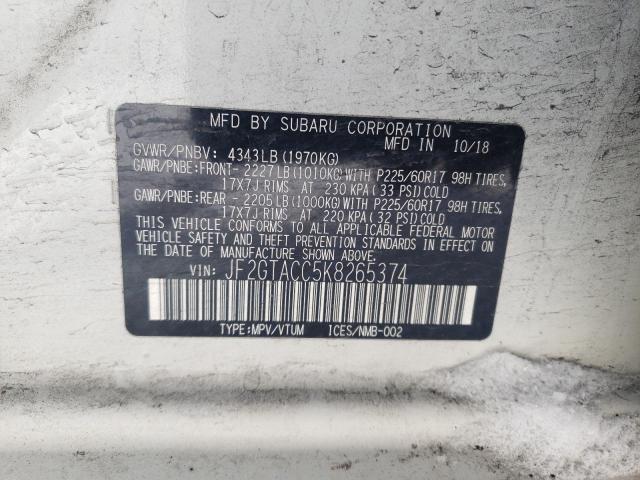 MFD BY SUBARU CORPORATION
MFD IN 10/18
GVWR/PNBV: 4343LB(1970KG)
GAWR/PNBE:FRONT- 2227LB(1010KG)WITH P225/60R17 98H TIRES,
17X7J RIMS AT 230 KPA(33 PSI)COLD
GAWR/PNBE:REAR - 2205LB(1000KG)WITH P225/60R17 98H TIRES,
17X7J RIMS AT 220 KPA(32 PSI)COLD
THIS VEHICLE CONFORMS TO ALL APPLICABLE FEDERAL MOTOR
VEHICLE SAFETY AND THEFT PREVENTION STANDARDS IN EFFECT ON
THE DATE OF MANUFACTURE SHOWN ABOVE.
VIN: JF2GTACC5K8265374
TYPE:MPV/VTUM ICES/NMB-002